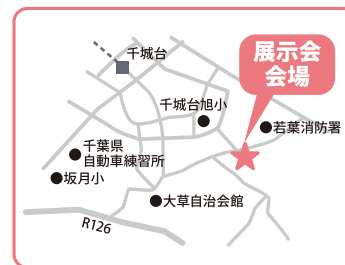 千城台
展示会
会場
千城台旭小
若葉消防署
千葉県
自動車練習所
坂月小
大草自治会館
R126